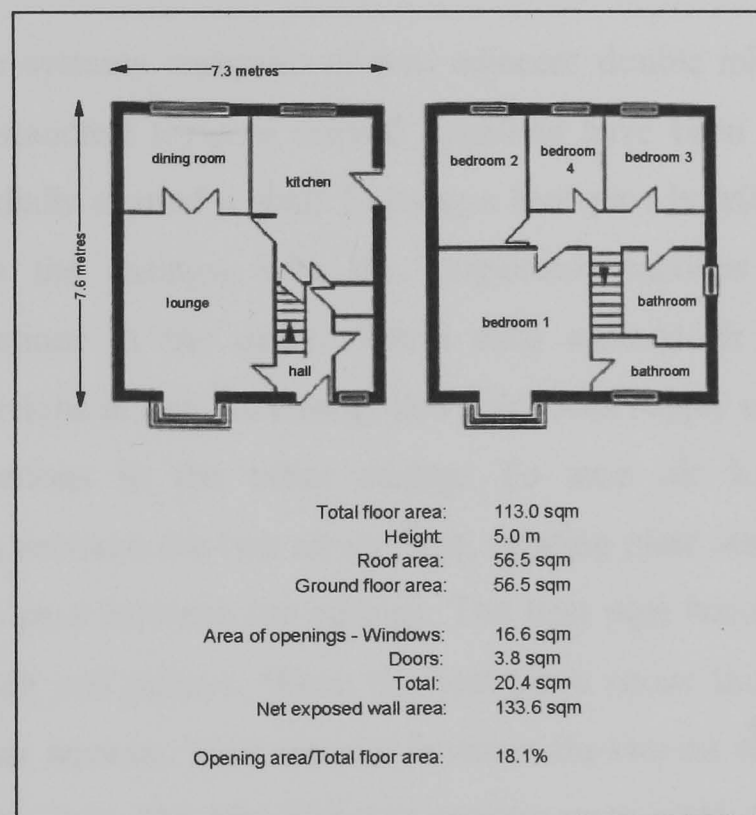 7.3 metres
7.6 metres
dining room
kitchen
lounge
hall
bedroom 2
bedroom 4
bedroom 3
bedroom 1
bathroom
bathroom
Total floor area: 113.0 sqm
Height: 5.0 m
Roof area: 56.5 sqm
Ground floor area: 56.5 sqm
Area of openings - Windows: 16.6 sqm
Doors: 3.8 sqm
Total: 20.4 sqm
Net exposed wall area: 133.6 sqm
Opening area/Total floor area: 18.1%